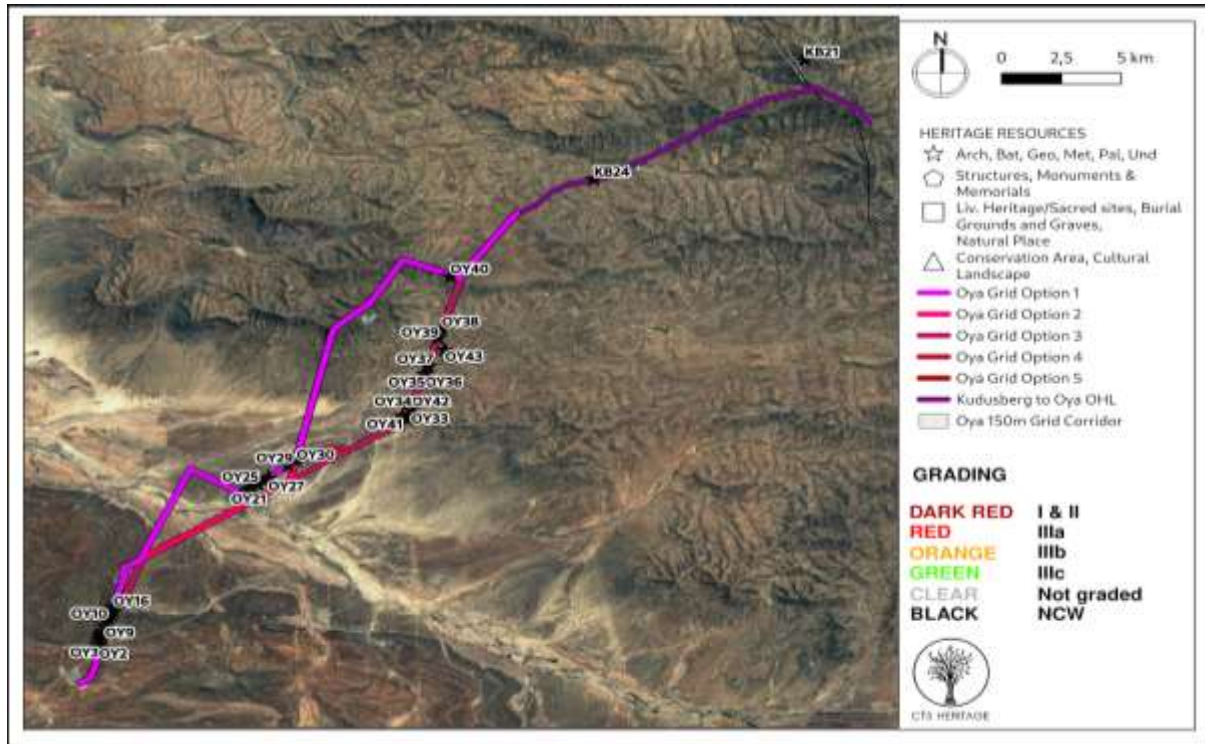 KB21
KB24
OY40
OY38
OY39
OY43
OY37
OY35
OY36
OY34
OY42
OY33
OY41
OY29
OY30
OY25
OY27
OY21
OY16
OY10
OY9
OY3
OY2
N
0 2,5 5 km
HERITAGE RESOURCES
Arch, Bat, Geo, Met, Pal, Und
Structures, Monuments &
Memorials
Liv. Heritage/Sacred sites, Burial
Grounds and Graves,
Natural Place
Conservation Area, Cultural
Landscape
Oya Grid Option 1
Oya Grid Option 2
Oya Grid Option 3
Oya Grid Option 4
Oya Grid Option 5
Kudusberg to Oya OHL
Oya 150m Grid Corridor
GRADING
DARK RED I & II
RED IIIa
ORANGE IIIb
GREEN IIIc
CLEAR Not graded
BLACK NCW
CTS HERITAGE